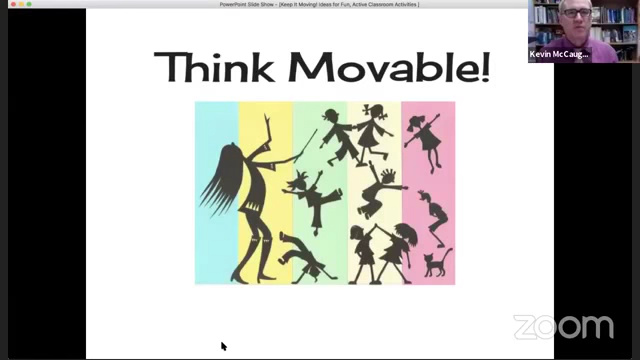 PowerPoint Slide Show - [Keep It Moving! Ideas for Fun, Active Classroom Activities ]
Kevin McCaug...
Think Movable!
zoom